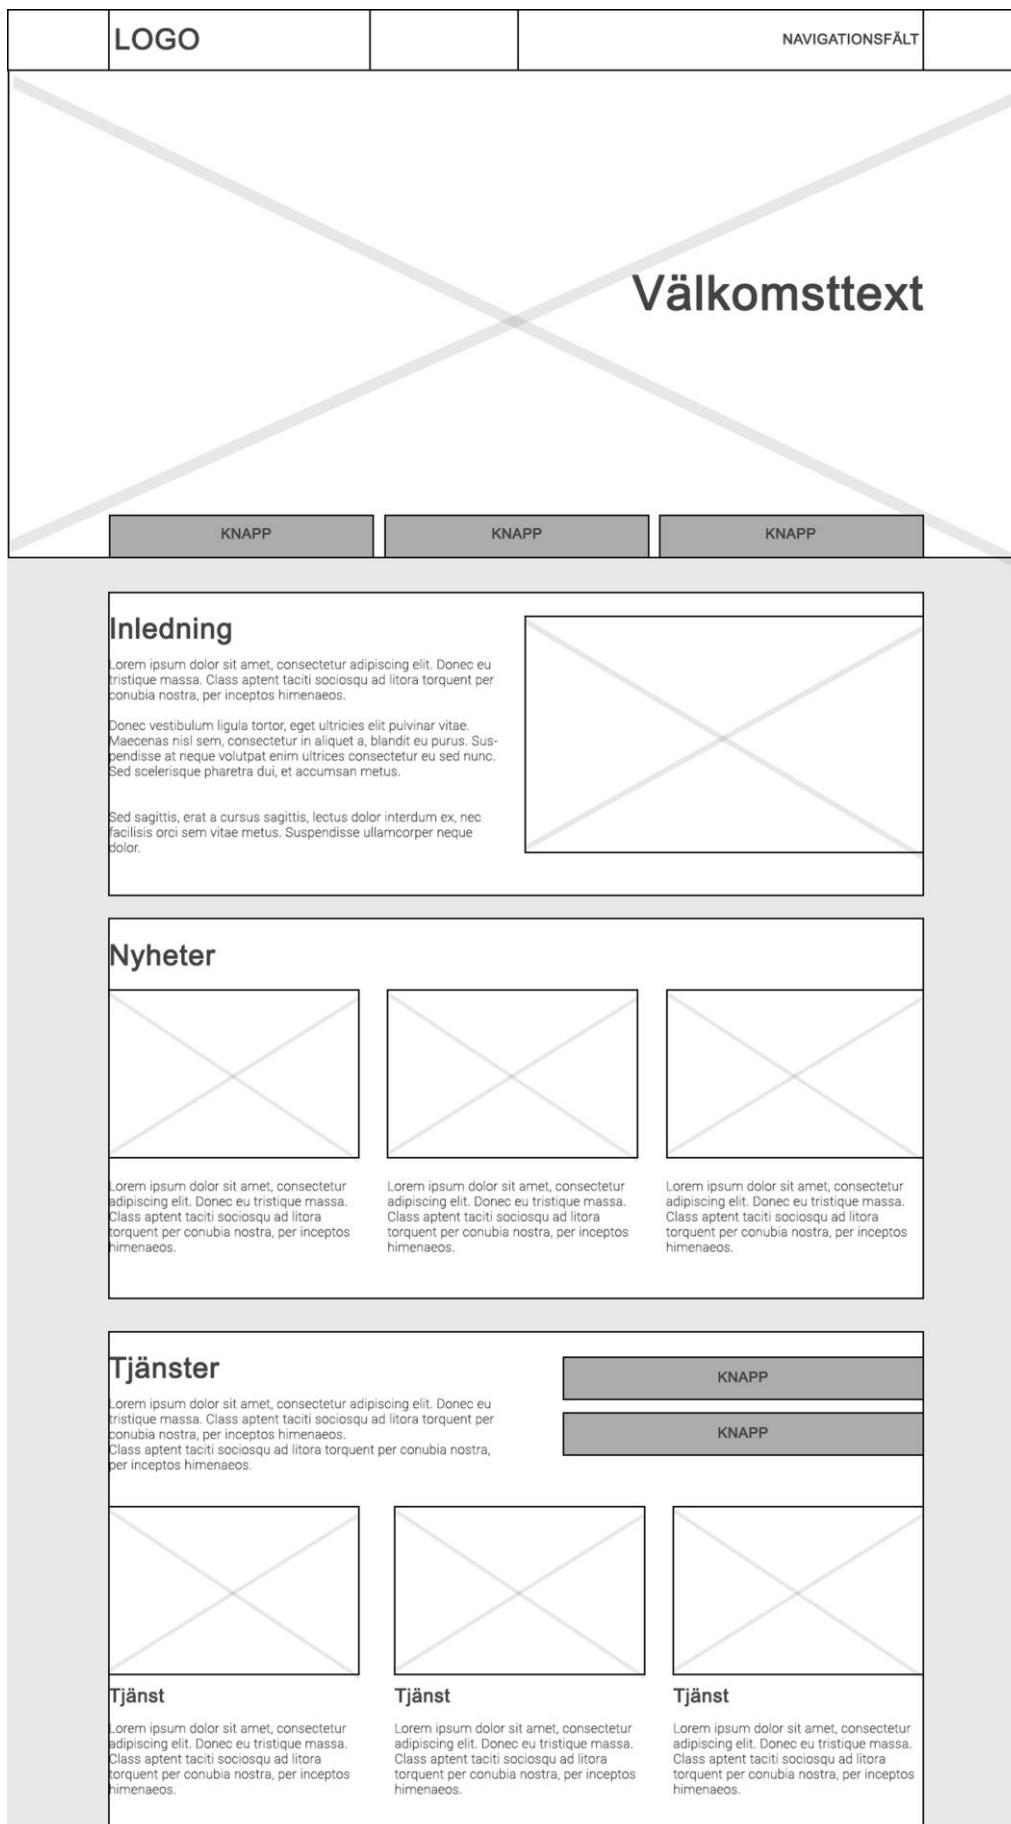 LOGO
NAVIGATIONSFÄLT
Välkomsttext
KNAPP
KNAPP
KNAPP
Inledning
Lorem ipsum dolor sit amet, consectetur adipiscing elit. Donec eu
tristique massa. Class aptent taciti sociosqu ad litora torquent per
conubia nostra, per inceptos himenaeos.
Donec vestibulum ligula tortor, eget ultricies elit pulvinar vitae.
Maecenas nisl sem, consectetur in aliquet a, blandit eu purus. Sus-
pendisse at neque volutpat enim ultrices consectetur eu sed nunc.
Sed scelerisque pharetra dui, et accumsan metus.
Sed sagittis, erat a cursus sagittis, lectus dolor interdum ex, nec
facilisis orci sem vitae metus. Suspendisse ullamcorper neque
dolor.
Nyheter
Lorem ipsum dolor sit amet, consectetur
adipiscing elit. Donec eu tristique massa.
Class aptent taciti sociosqu ad litora
torquent per conubia nostra, per inceptos
himenaeos.
Lorem ipsum dolor sit amet, consectetur
adipiscing elit. Donec eu tristique massa.
Class aptent taciti sociosqu ad litora
torquent per conubia nostra, per inceptos
himenaeos.
Lorem ipsum dolor sit amet, consectetur
adipiscing elit. Donec eu tristique massa.
Class aptent taciti sociosqu ad litora
torquent per conubia nostra, per inceptos
himenaeos.
Tjänster
Lorem ipsum dolor sit amet, consectetur adipiscing elit. Donec eu
tristique massa. Class aptent taciti sociosqu ad litora torquent per
conubia nostra, per inceptos himenaeos.
Class aptent taciti sociosqu ad litora torquent per conubia nostra,
per inceptos himenaeos.
KNAPP
KNAPP
Tjänst
Lorem ipsum dolor sit amet, consectetur
adipiscing elit. Donec eu tristique massa.
Class aptent taciti sociosqu ad litora
torquent per conubia nostra, per inceptos
himenaeos.
Tjänst
Lorem ipsum dolor sit amet, consectetur
adipiscing elit. Donec eu tristique massa.
Class aptent taciti sociosqu ad litora
torquent per conubia nostra, per inceptos
himenaeos.
Tjänst
Lorem ipsum dolor sit amet, consectetur
adipiscing elit. Donec eu tristique massa.
Class aptent taciti sociosqu ad litora
torquent per conubia nostra, per inceptos
himenaeos.